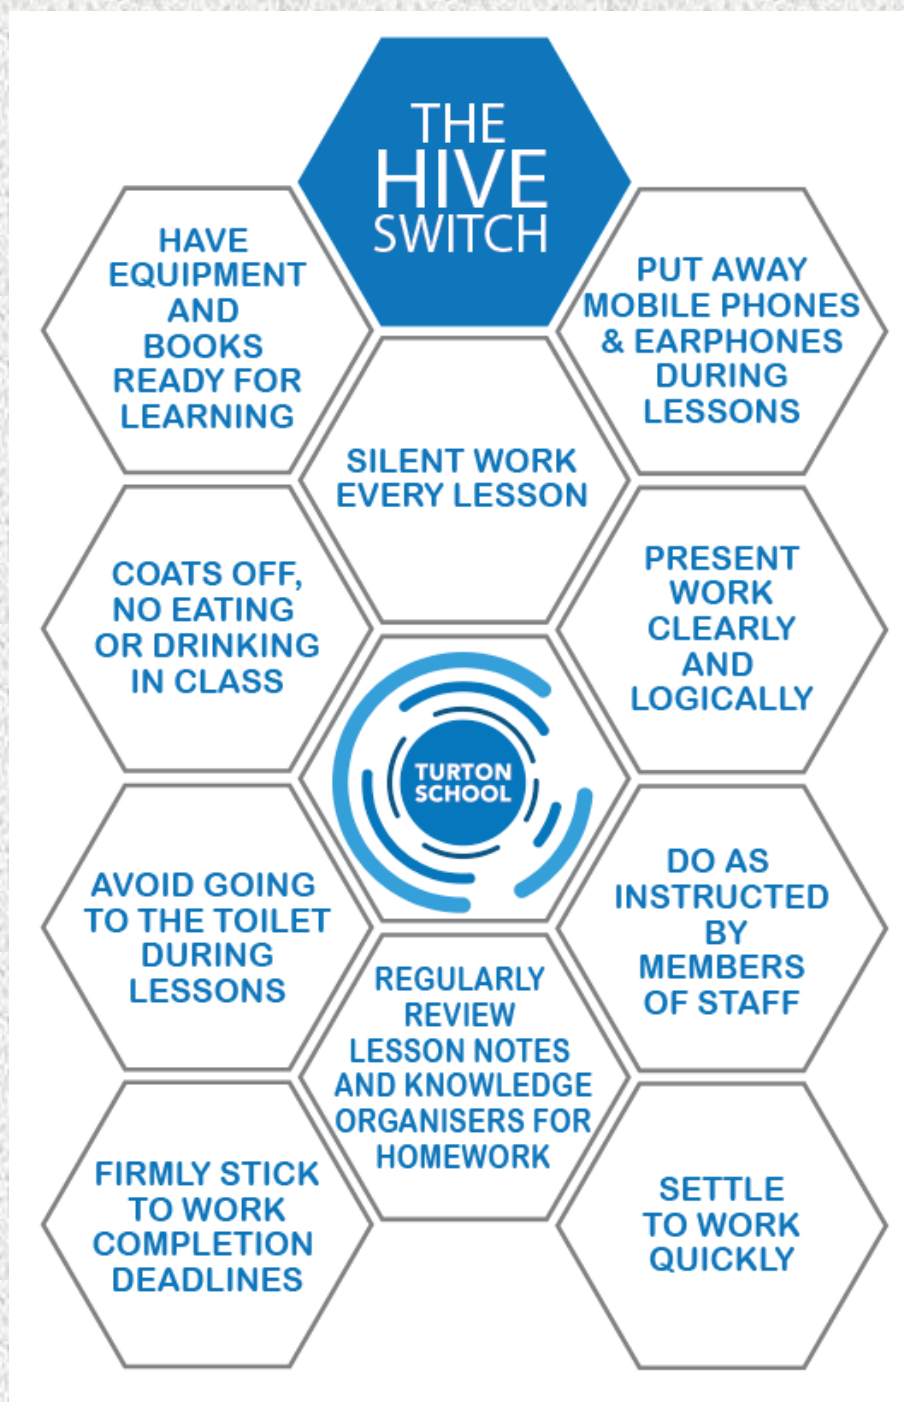 THE
HIVE
SWITCH
HAVE
EQUIPMENT
AND
BOOKS
READY FOR
LEARNING
PUT AWAY
MOBILE PHONES
& EARPHONES
DURING
LESSONS
SILENT WORK
EVERY LESSON
COATS OFF,
NO EATING
OR DRINKING
IN CLASS
PRESENT
WORK
CLEARLY
AND
LOGICALLY
TURTON
SCHOOL
AVOID GOING
TO THE TOILET
DURING
LESSONS
DO AS
INSTRUCTED
BY
MEMBERS
OF STAFF
REGULARLY
REVIEW
LESSON NOTES
AND KNOWLEDGE
ORGANISERS FOR
HOMEWORK
FIRMLY STICK
TO WORK
COMPLETION
DEADLINES
SETTLE
TO WORK
QUICKLY